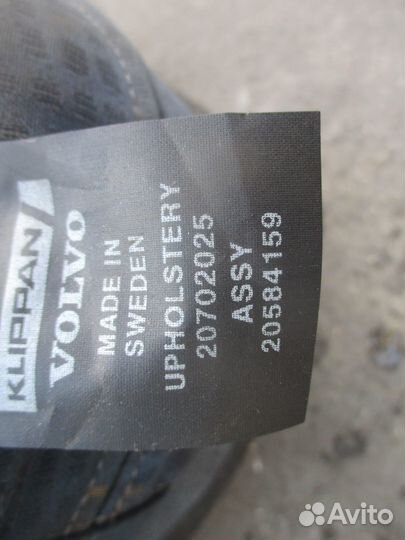 KLIPPAN
VOLVO
MADE IN
SWEDEN
UPHOLSTERY
20702025
ASSY
20584159
Avito